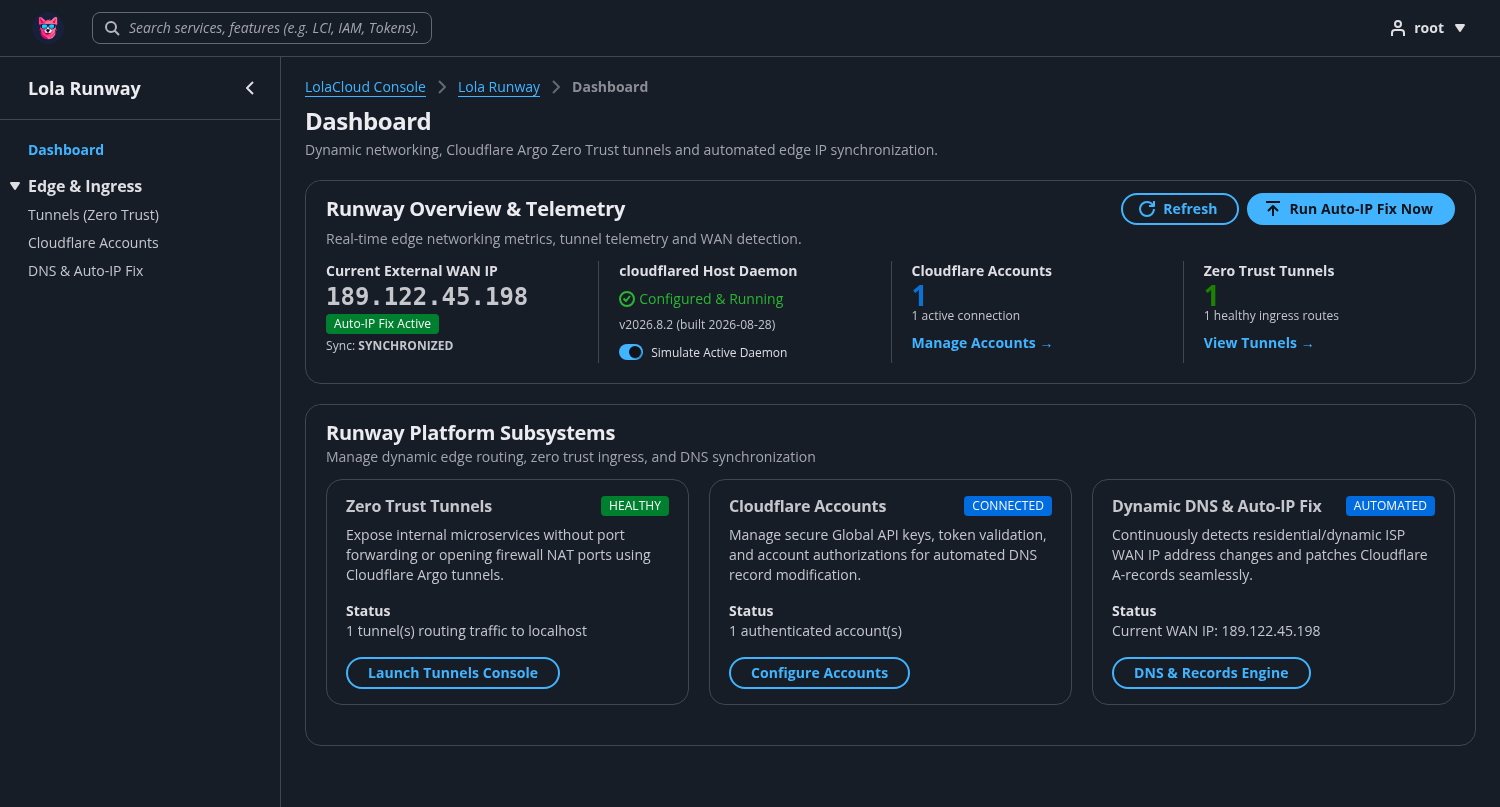 Search services, features (e.g. LCI, IAM, Tokens).
root
Lola Runway
Dashboard
Edge & Ingress
Tunnels (Zero Trust)
Cloudflare Accounts
DNS & Auto-IP Fix
LolaCloud Console > Lola Runway > Dashboard
Dashboard
Dynamic networking, Cloudflare Argo Zero Trust tunnels and automated edge IP synchronization.
Runway Overview & Telemetry
Refresh
Run Auto-IP Fix Now
Real-time edge networking metrics, tunnel telemetry and WAN detection.
Current External WAN IP
189.122.45.198
Auto-IP Fix Active
Sync: SYNCHRONIZED
cloudflared Host Daemon
Configured & Running
v2026.8.2 (built 2026-08-28)
Simulate Active Daemon
Cloudflare Accounts
1
1 active connection
Manage Accounts →
Zero Trust Tunnels
1
1 healthy ingress routes
View Tunnels →
Runway Platform Subsystems
Manage dynamic edge routing, zero trust ingress, and DNS synchronization
Zero Trust Tunnels
HEALTHY
Expose internal microservices without port
forwarding or opening firewall NAT ports using
Cloudflare Argo tunnels.
Status
1 tunnel(s) routing traffic to localhost
Launch Tunnels Console
Cloudflare Accounts
CONNECTED
Manage secure Global API keys, token validation,
and account authorizations for automated DNS
record modification.
Status
1 authenticated account(s)
Configure Accounts
Dynamic DNS & Auto-IP Fix
AUTOMATED
Continuously detects residential/dynamic ISP
WAN IP address changes and patches Cloudflare
A-records seamlessly.
Status
Current WAN IP: 189.122.45.198
DNS & Records Engine